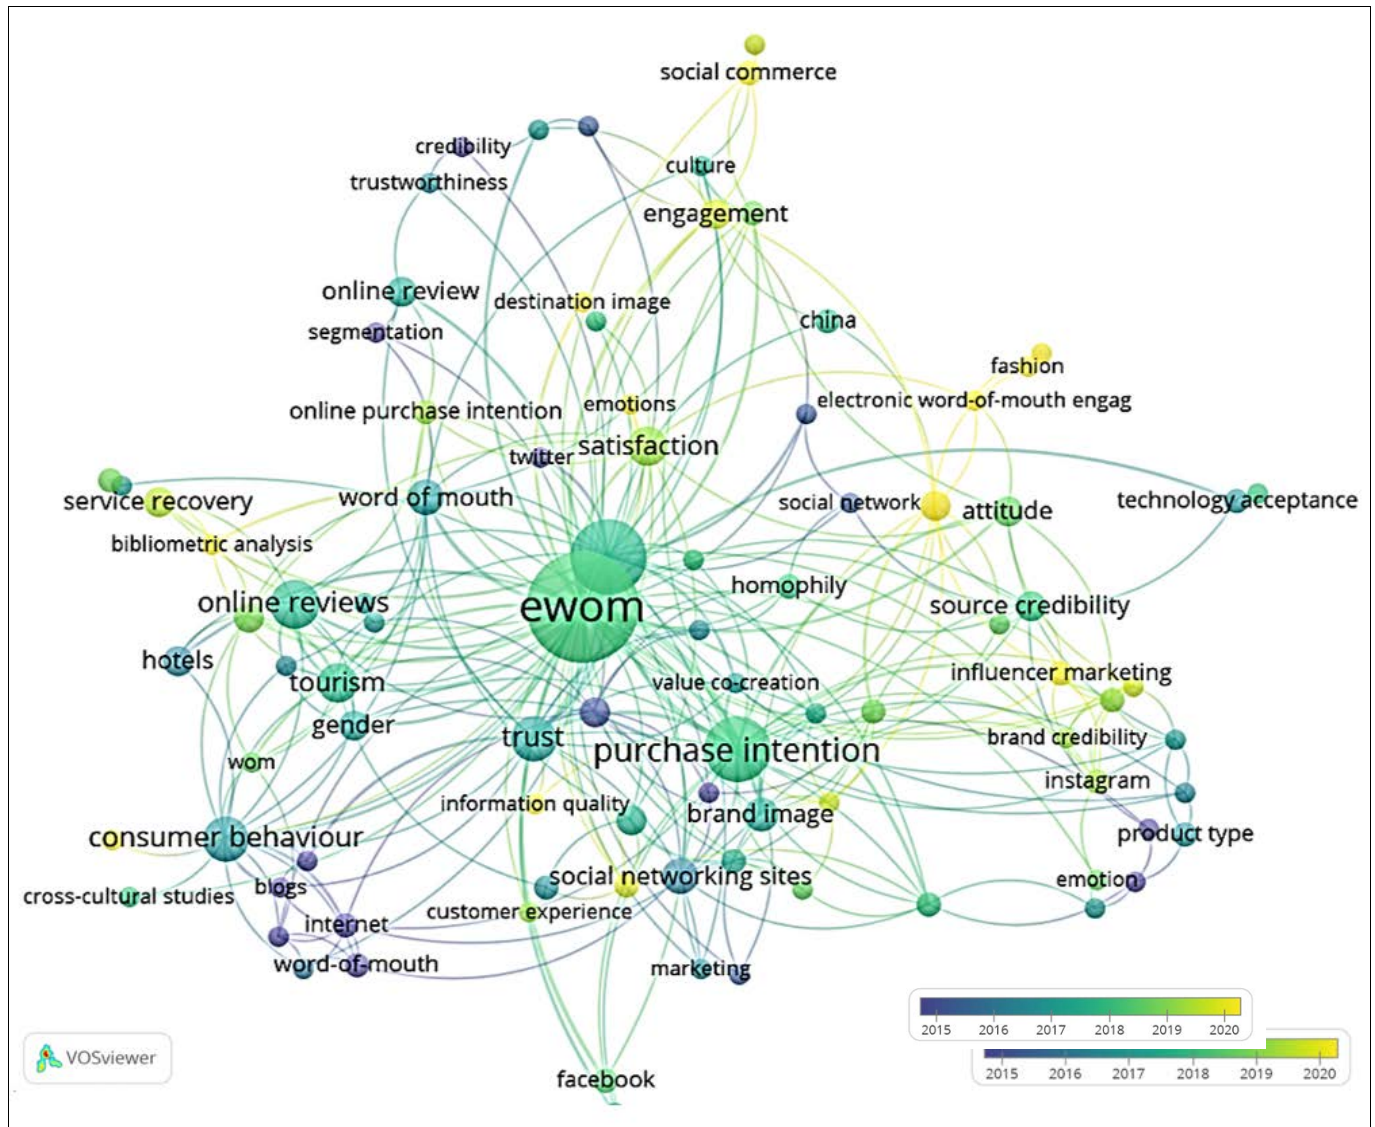 social commerce
credibility
culture
trustworthiness
engagement
online review
destination image
segmentation
china
fashion
online purchase intention
emotions
electronic word-of-mouth engag
satisfaction
twitter
service recovery
word of mouth
social network
attitude
technology acceptance
bibliometric analysis
homophily
online reviews
ewom
source credibility
hotels
tourism
value co-creation
influencer marketing
gender
trust
purchase intention
brand credibility
wom
instagram
information quality
brand image
consumer behaviour
product type
social networking sites
emotion
cross-cultural studies
blogs
customer experience
internet
word-of-mouth
marketing
2015 2016 2017 2018 2019 2020
VOSviewer
2015 2016 2017 2018 2019 2020
facebook